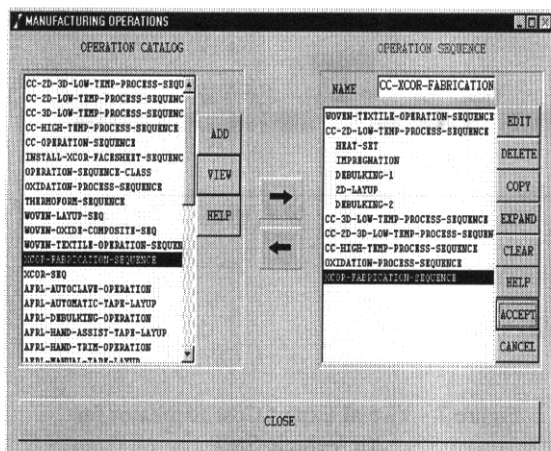 MANUFACTURING OPERATIONS
OPERATION CATALOG
CC-2D-3D-LOW-TEMP-PROCESS-SEQU
CC-2D-LOW-TEMP-PROCESS-SEQUENC
CC-3D-LOW-TEMP-PROCESS-SEQUENC
CC-HIGH-TEMP-PROCESS-SEQUENCE
CC-OPERATION-SEQUENCE
INSTALL-XCOR-FACESHEET-SEQUENC
OPERATION-SEQUENCE-CLASS
OXIDATION-PROCESS-SEQUENCE
THERMOFORM-SEQUENCE
WOVEN-LAYUP-SEQ
WOVEN-OXIDE-COMPOSITE-SEQ
WOVEN-TEXTILE-OPERATION-SEQUEN
XCOR-FABRICATION-SEQUENCE
XCOR-SEQ
AFRL-AUTOCLAVE-OPERATION
AFRL-AUTOMATIC-TAPE-LAYUP
AFRL-DEBULKING-OPERATION
AFRL-HAND-ASSIST-TAPE-LAYUP
AFRL-HAND-TRIM-OPERATION
AFRL-MANUAL-TAPE-LAYUP
ADD
VIEW
HELP
OPERATION SEQUENCE
NAME CC-XCOR-FABRICATION
WOVEN-TEXTILE-OPERATION-SEQUENCE
CC-2D-LOW-TEMP-PROCESS-SEQUENCE
HEAT-SET
IMPREGNATION
DEBULKING-1
2D-LAYUP
DEBULKING-2
CC-3D-LOW-TEMP-PROCESS-SEQUENCE
CC-2D-3D-LOW-TEMP-PROCESS-SEQUEN
CC-HIGH-TEMP-PROCESS-SEQUENCE
OXIDATION-PROCESS-SEQUENCE
XCOR-FABRICATION-SEQUENCE
EDIT
DELETE
COPY
EXPAND
CLEAR
HELP
ACCEPT
CANCEL
CLOSE